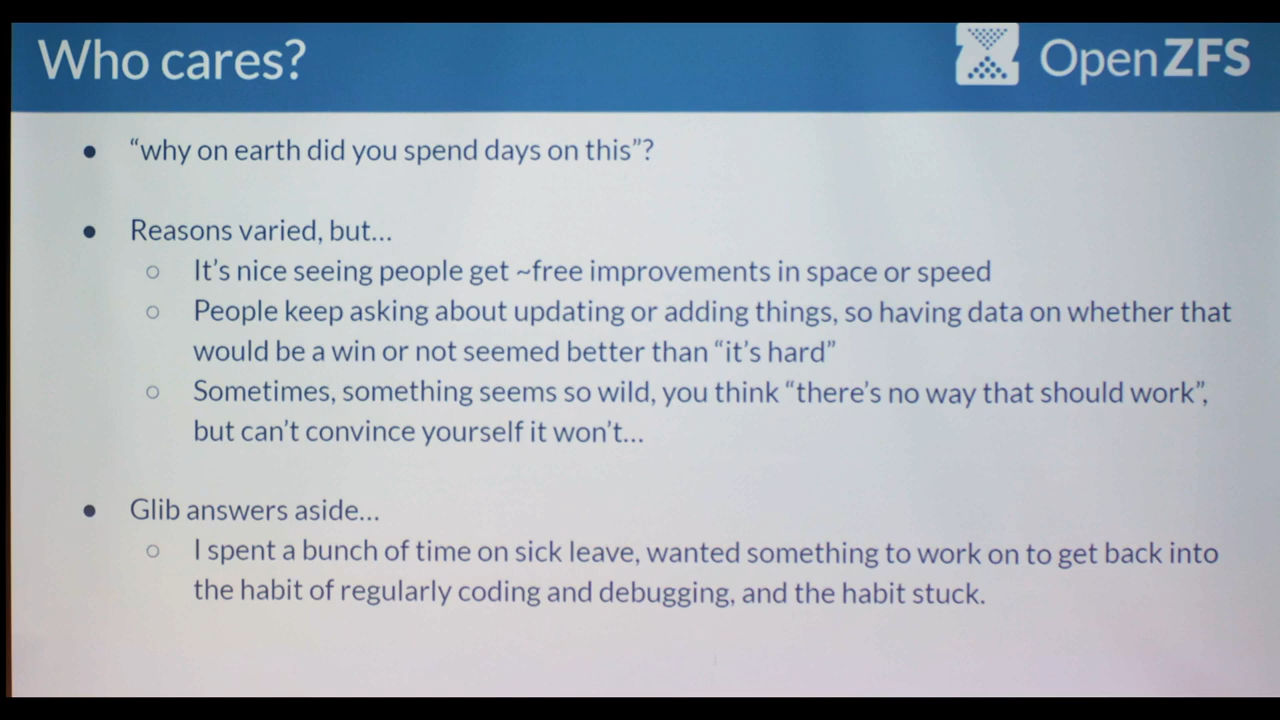 Who cares?
OpenZFS
● “why on earth did you spend days on this”?
● Reasons varied, but...
○ It’s nice seeing people get ~free improvements in space or speed
○ People keep asking about updating or adding things, so having data on whether that
would be a win or not seemed better than “it’s hard”
○ Sometimes, something seems so wild, you think “there’s no way that should work”,
but can’t convince yourself it won’t...
● Glib answers aside...
○ I spent a bunch of time on sick leave, wanted something to work on to get back into
the habit of regularly coding and debugging, and the habit stuck.